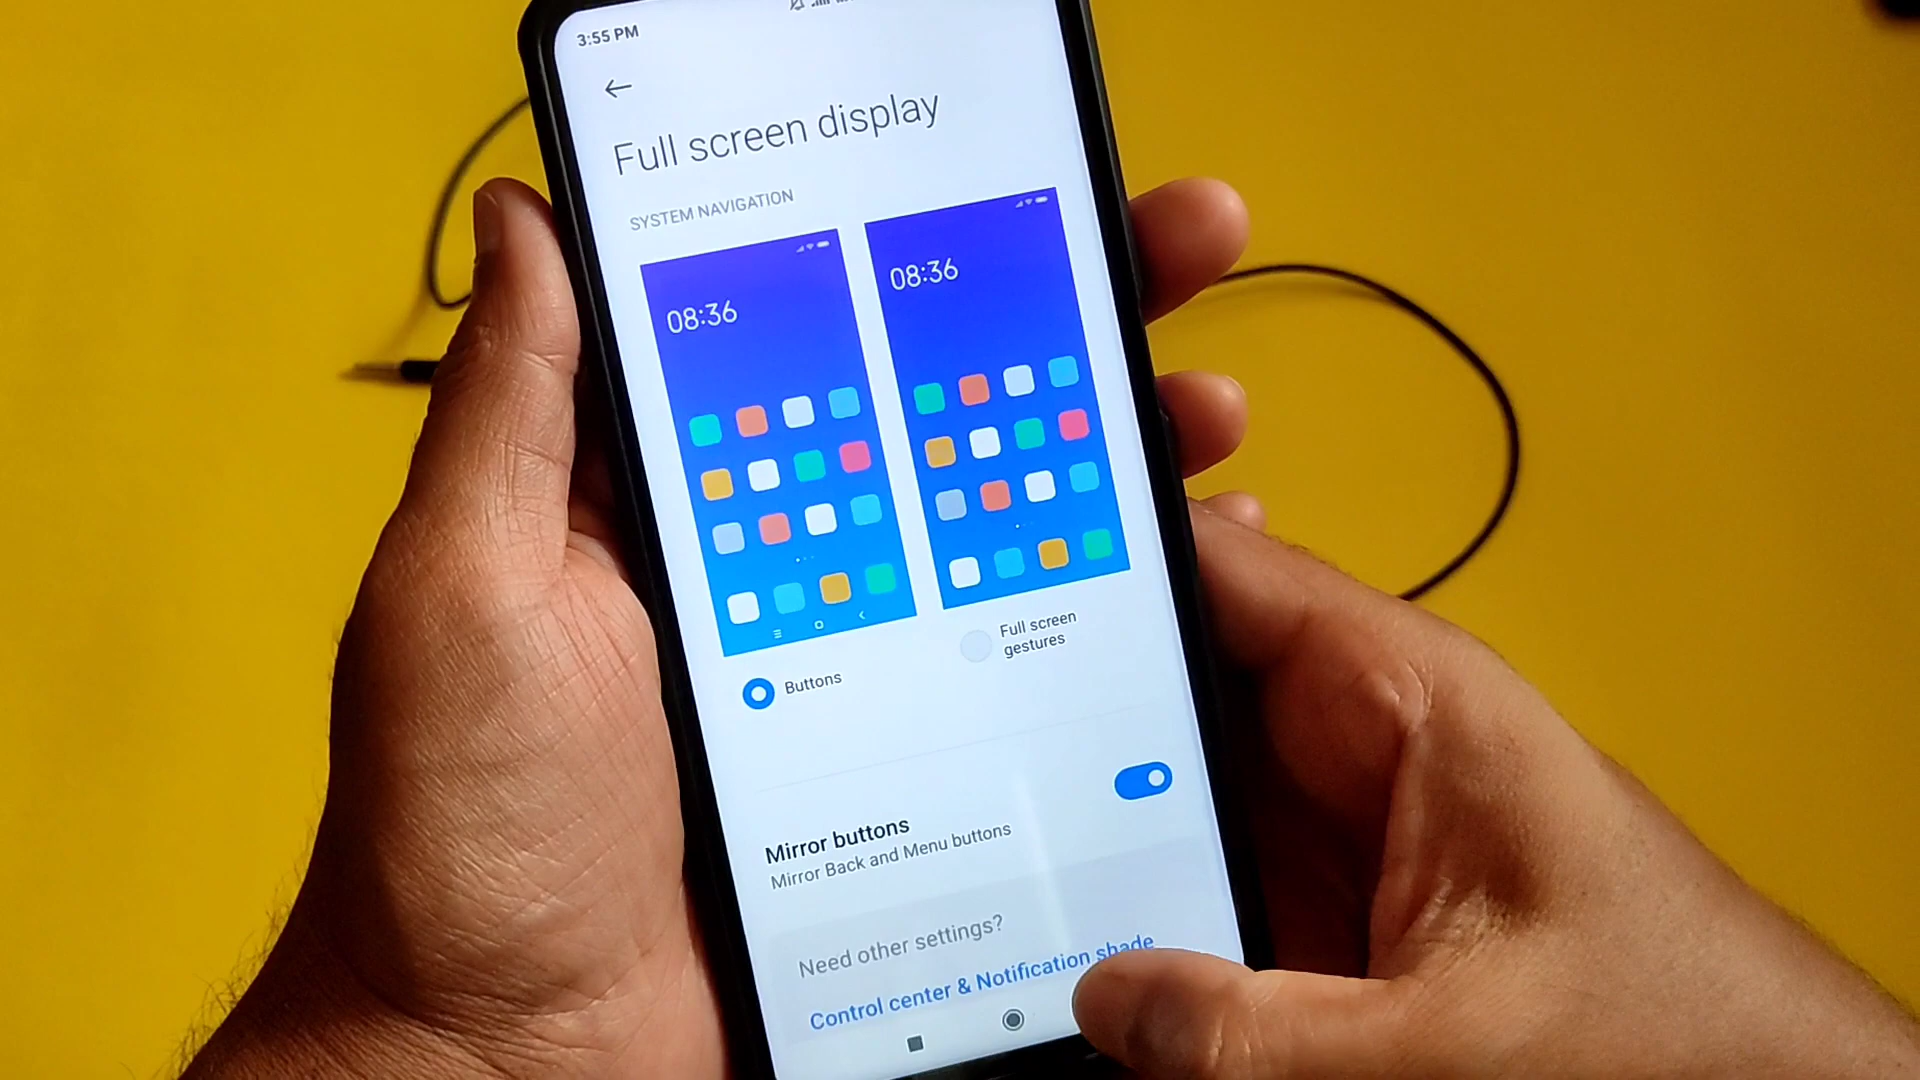 3:55 PM
Full screen display
SYSTEM NAVIGATION
08:36
08:36
Buttons
Full screen
gestures
Mirror buttons
Mirror Back and Menu buttons
Need other settings?
Control center & Notification shade